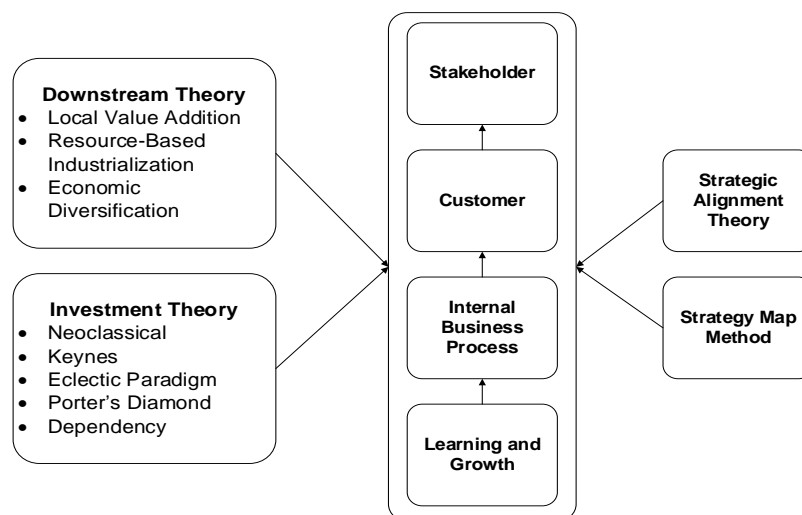 Downstream Theory
• Local Value Addition
• Resource-Based
Industrialization
• Economic
Diversification
Investment Theory
• Neoclassical
• Keynes
• Eclectic Paradigm
• Porter's Diamond
• Dependency
Stakeholder
Customer
Internal
Business
Process
Learning and
Growth
Strategic
Alignment
Theory
Strategy Map
Method